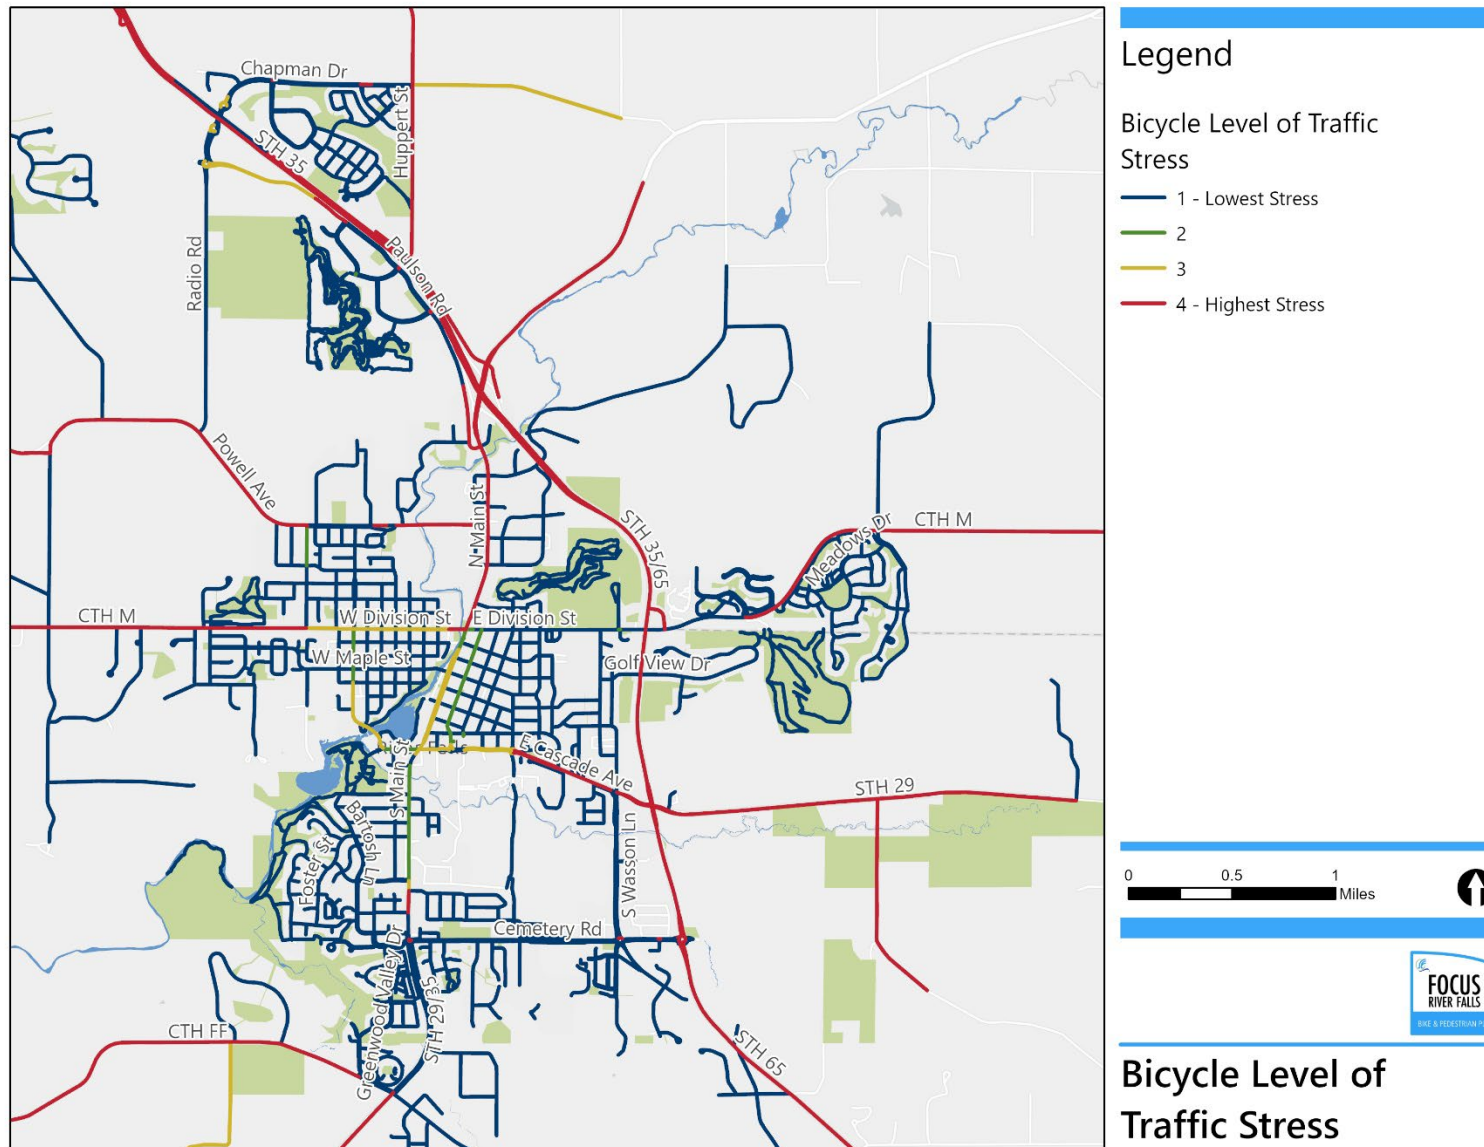 Chapman Dr
Huppert St
STH 35
Radio Rd
Paulson Rd
Powell Ave
N Main St
STH 35/65
Meadows Dr
CTH M
CTH M
W Division St
E Division St
W Maple St
Golf View Dr
S Main St
E Cascade Ave
STH 29
Bartosh Ln
Foster St
S Wasson Ln
Cemetery Rd
Greenwood Valley Dr
STH 29/35
CTH FF
STH 65
Legend
Bicycle Level of Traffic
Stress
1 - Lowest Stress
2
3
4 - Highest Stress
0 0.5 1
Miles
FOCUS
RIVER FALLS
BIKE & PEDESTRIAN
Bicycle Level of
Traffic Stress